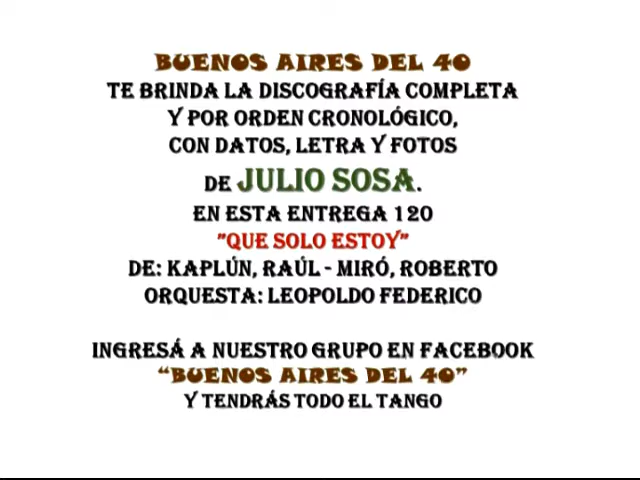 BUENOS AIRES DEL 40
TE BRINDA LA DISCOGRAFÍA COMPLETA
Y POR ORDEN CRONOLÓGICO,
CON DATOS, LETRA Y FOTOS
DE JULIO SOSA.
EN ESTA ENTREGA 120
"QUE SOLO ESTOY"
DE: KAPLÚN, RAÚL - MIRÓ, ROBERTO
ORQUESTA: LEOPOLDO FEDERICO
INGRESÁ A NUESTRO GRUPO EN FACEBOOK
“BUENOS AIRES DEL 40”
Y TENDRÁS TODO EL TANGO